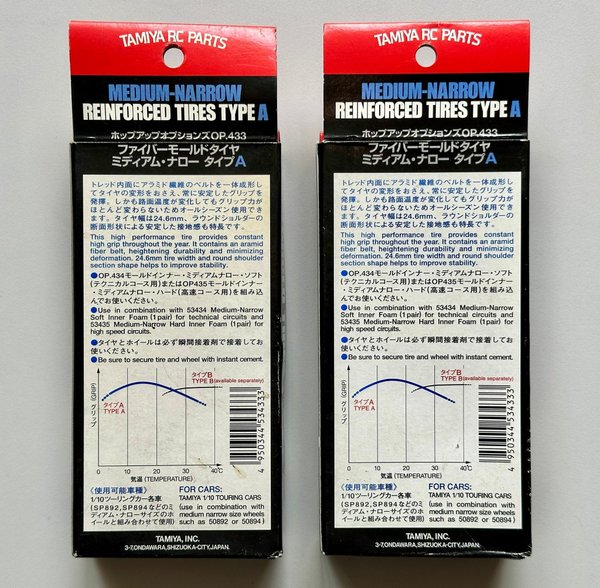 TAMIYA RC PARTS
MEDIUM-NARROW
REINFORCED TIRES TYPE A
ホップアップオプションズOP.433
ファイバーモールドタイヤ
ミディアム・ナロー タイプA
トレッド内面にアラミド繊維のベルトを一体成形し
てタイヤの変形をおさえ、常に安定したグリップを
発揮。しかも路面温度が変化してもグリップ力が
ほとんど変わらないためオールシーズン使用でき
ます。タイヤ幅は24.6mm、ラウンドショルダーの
断面形状による安定した接地感も特長です。
This high performance tire provides constant
high grip throughout the year. It contains an aramid
fiber belt, heightening durability and minimizing
deformation. 24.6mm tire width and round shoulder
section shape helps to improve stability.
●OP.434モールドインナー・ミディアムナロー・ソフト
(テクニカルコース用)またはOP435モールドインナー
・ミディアムナロー・ハード(高速コース用)を組み込
んでお使いください。
●Use in combination with 53434 Medium-Narrow
Soft Inner Foam (1pair) for technical circuits and
53435 Medium-Narrow Hard Inner Foam (1pair) for
high speed circuits.
●タイヤとホイールは必ず瞬間接着剤で接着してお
使いください。
●Be sure to secure tire and wheel with instant cement.
(GRIP)
グリップ
タイプA
TYPE A
タイプB
TYPE B(available separately)
0 10 20 30 40℃
気温 (TEMPERATURE)
4 950344 534333
《使用可能車種》
1/10ツーリングカー各車
(SP892、SP894などのミ
ディアム・ナローサイズのホ
イールと組み合わせて使用)
FOR CARS:
TAMIYA 1/10 TOURING CARS
(use in combination with
medium narrow size wheels
such as 50892 or 50894)
TAMIYA, INC.
3-7,ONDAWARA,SHIZUOKA-CITY,JAPAN.
TAMIYA RC PARTS
MEDIUM-NARROW
REINFORCED TIRES TYPE A
ホップアップオプションズOP.433
ファイバーモールドタイヤ
ミディアム・ナロー タイプA
トレッド内面にアラミド繊維のベルトを一体成形し
てタイヤの変形をおさえ、常に安定したグリップを
発揮。しかも路面温度が変化してもグリップ力が
ほとんど変わらないためオールシーズン使用でき
ます。タイヤ幅は24.6mm、ラウンドショルダーの
断面形状による安定した接地感も特長です。
This high performance tire provides constant
high grip throughout the year. It contains an aramid
fiber belt, heightening durability and minimizing
deformation. 24.6mm tire width and round shoulder
section shape helps to improve stability.
●OP.434モールドインナー・ミディアムナロー・ソフト
(テクニカルコース用)またはOP435モールドインナー
・ミディアムナロー・ハード(高速コース用)を組み込
んでお使いください。
●Use in combination with 53434 Medium-Narrow
Soft Inner Foam (1pair) for technical circuits and
53435 Medium-Narrow Hard Inner Foam (1pair) for
high speed circuits.
●タイヤとホイールは必ず瞬間接着剤で接着してお
使いください。
●Be sure to secure tire and wheel with instant cement.
(GRIP)
グリップ
タイプA
TYPE A
タイプB
TYPE B(available separately)
0 10 20 30 40℃
気温 (TEMPERATURE)
4 950344 534333
《使用可能車種》
1/10ツーリングカー各車
(SP892、SP894などのミ
ディアム・ナローサイズのホ
イールと組み合わせて使用)
FOR CARS:
TAMIYA 1/10 TOURING CARS
(use in combination with
medium narrow size wheels
such as 50892 or 50894)
TAMIYA, INC.
3-7,ONDAWARA,SHIZUOKA-CITY,JAPAN.